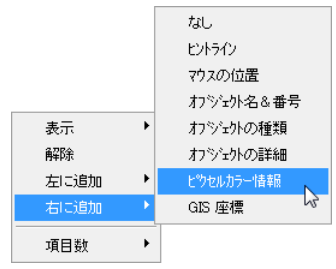 なし
ヒントライン
マウスの位置
オブジェクト名＆番号
オブジェクトの種類
オブジェクトの詳細
ピクセルカラー情報
GIS 座標
表示
解除
左に追加
右に追加
項目数